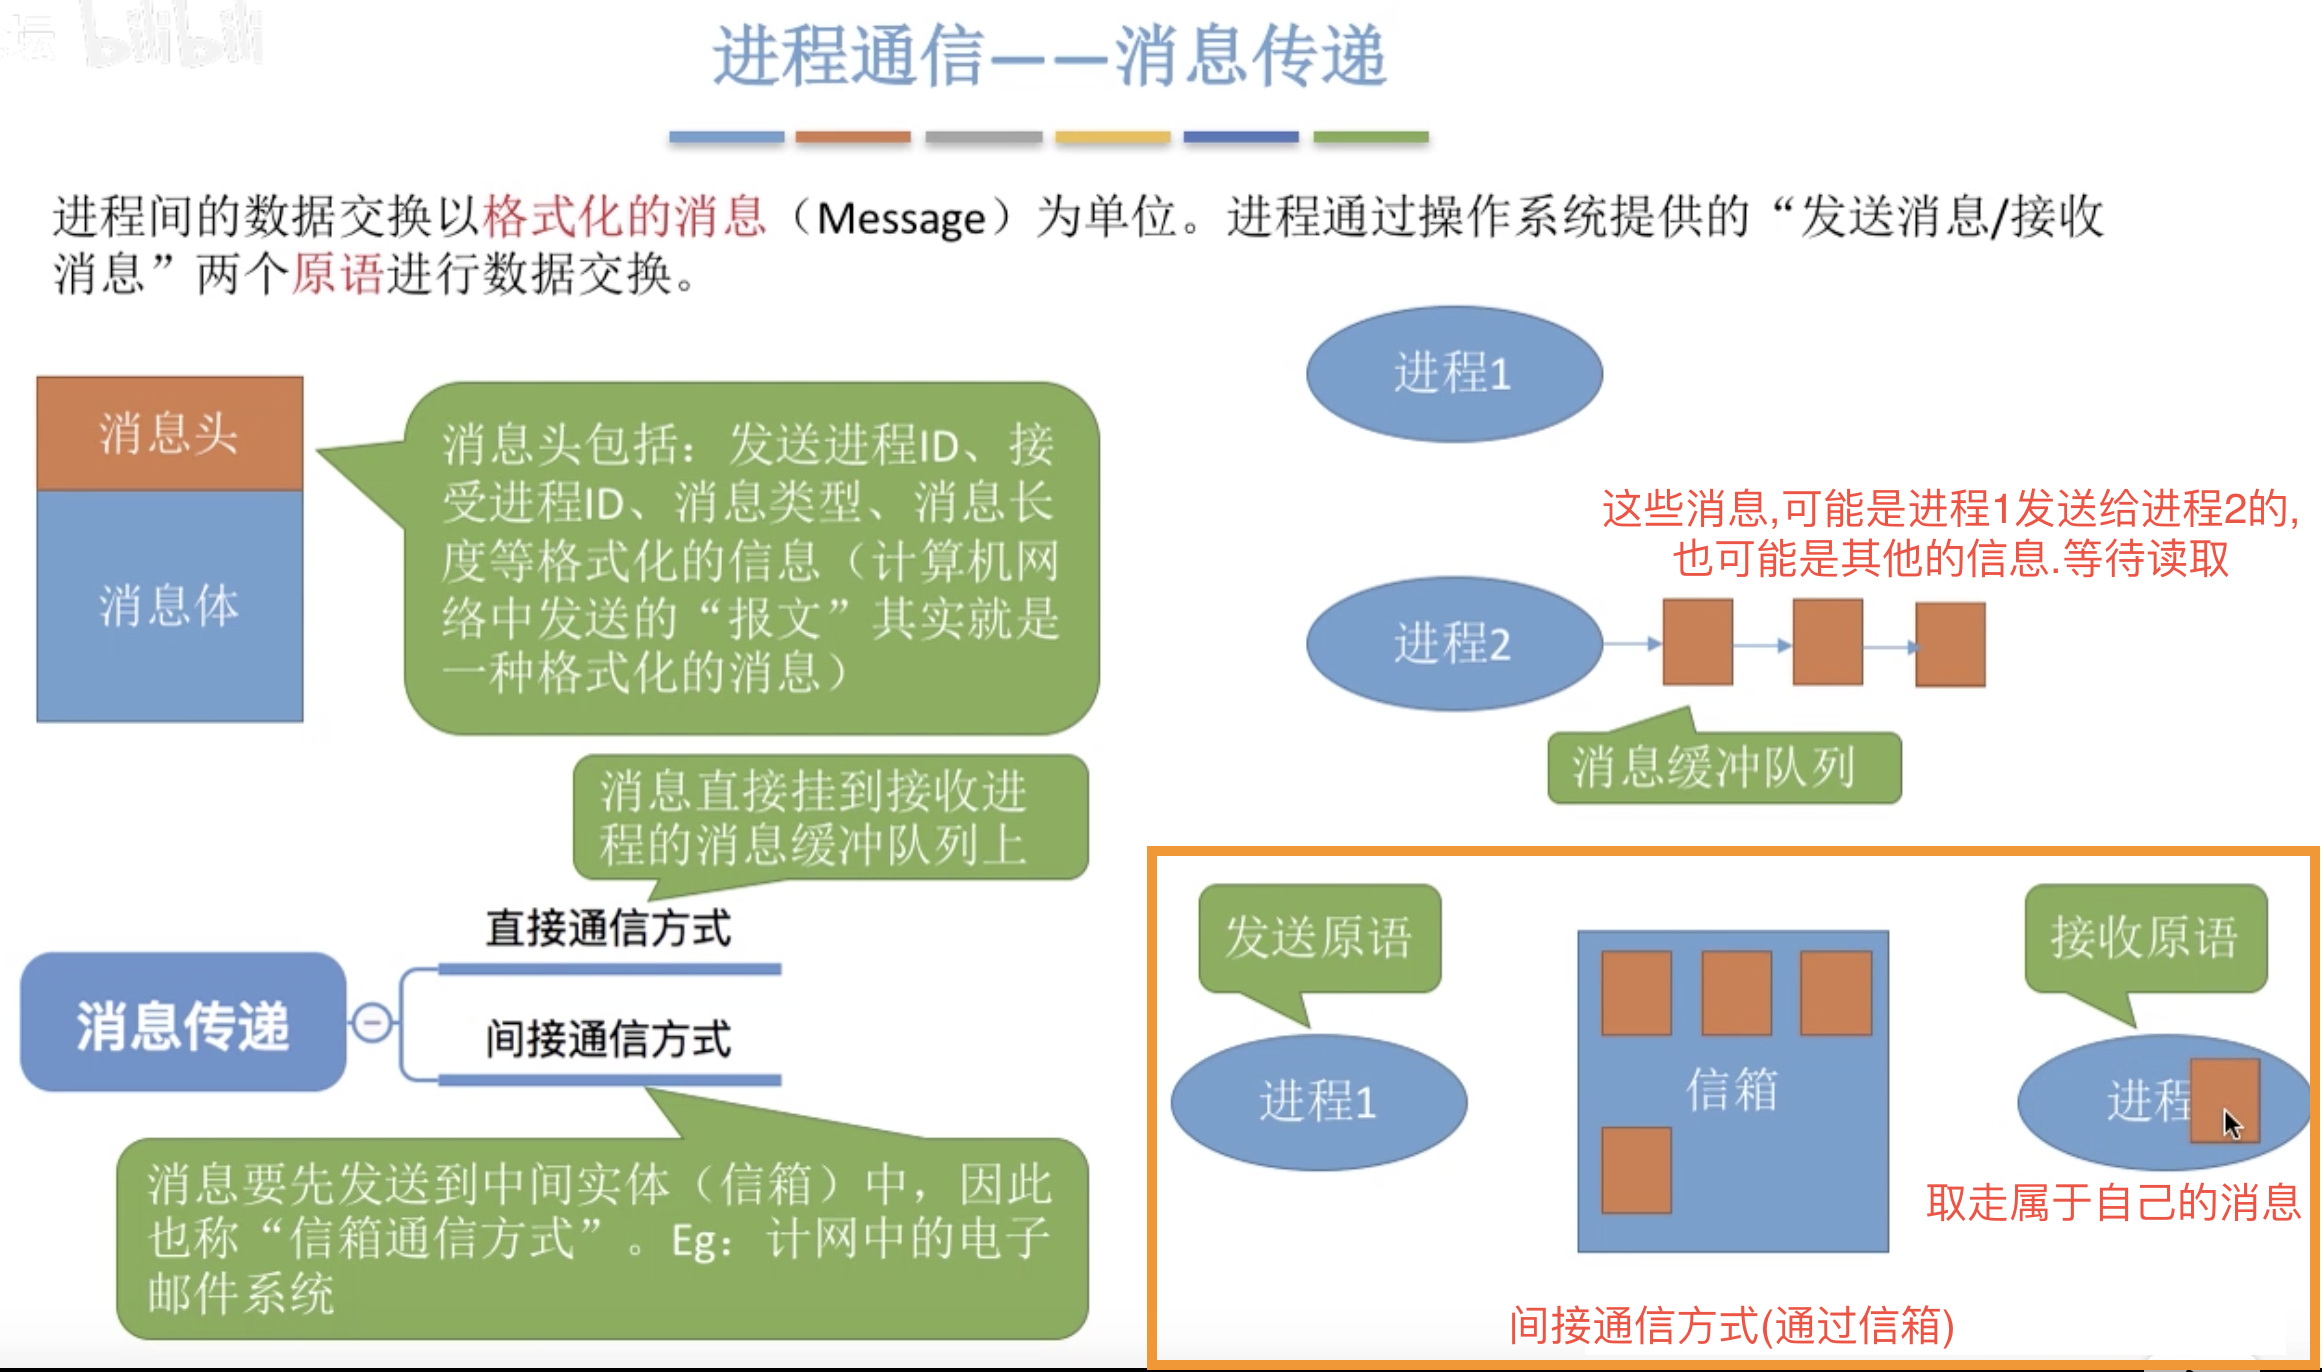 坛 bilibili
进程通信——消息传递
进程间的数据交换以格式化的消息（Message）为单位。进程通过操作系统提供的“发送消息/接收
消息”两个原语进行数据交换。
消息头
消息体
消息头包括：发送进程ID、接
受进程ID、消息类型、消息长
度等格式化的信息（计算机网
络中发送的“报文”其实就是
一种格式化的消息）
进程1
这些消息,可能是进程1发送给进程2的,
也可能是其他的信息.等待读取
进程2
消息缓冲队列
消息直接挂到接收进
程的消息缓冲队列上
直接通信方式
消息传递
间接通信方式
消息要先发送到中间实体（信箱）中，因此
也称“信箱通信方式”。Eg：计网中的电子
邮件系统
发送原语
接收原语
进程1
信箱
进程
取走属于自己的消息
间接通信方式(通过信箱)